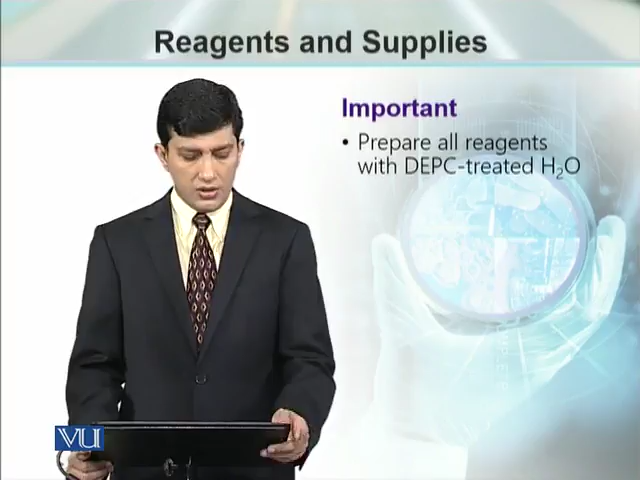 Reagents and Supplies
Important
• Prepare all reagents
with DEPC-treated H₂O
VU